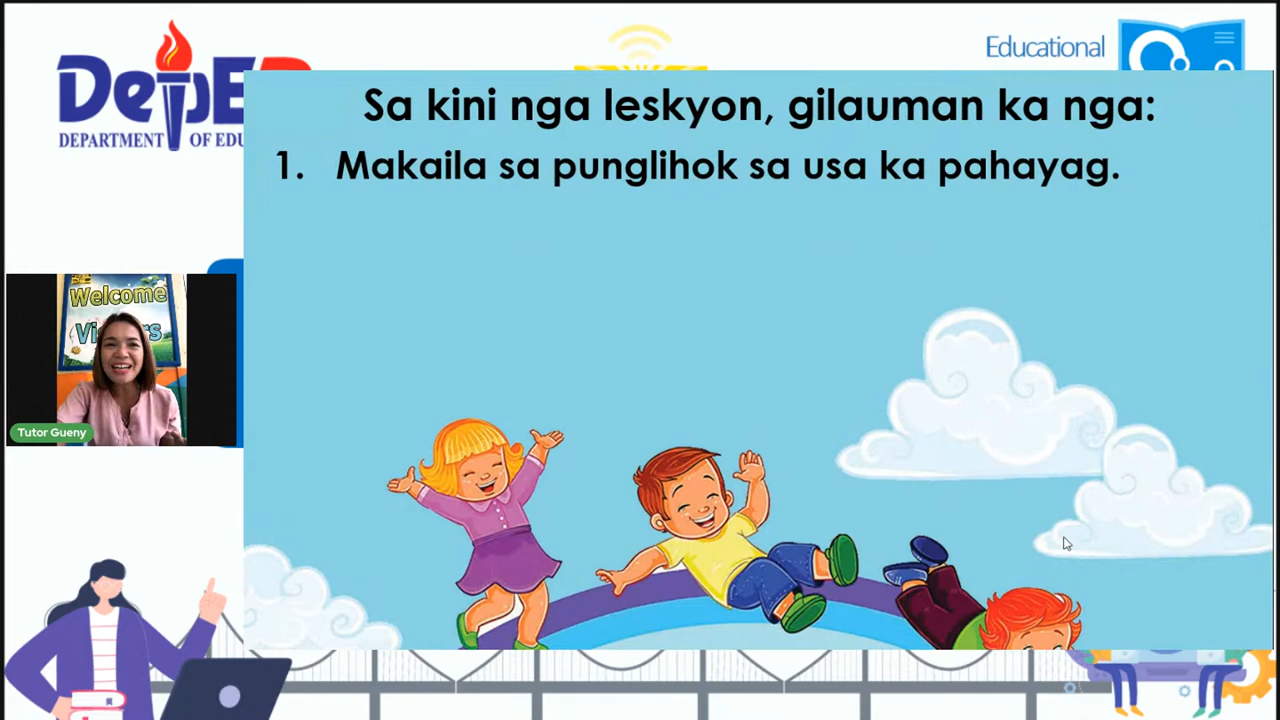 DepED
DEPARTMENT OF EDU
Educational
Sa kini nga leskyon, gilauman ka nga:
1. Makaila sa punglihok sa usa ka pahayag.
Welcome
Tutor Gueny